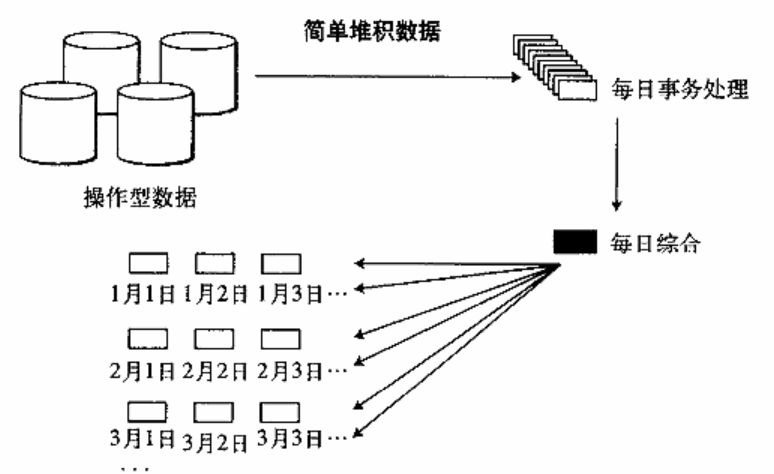 简单堆积数据
每日事务处理
操作型数据
每日综合
1月1日 1月2日 1月3日…
2月1日 2月2日 2月3日…
3月1日 3月2日 3月3日…
…